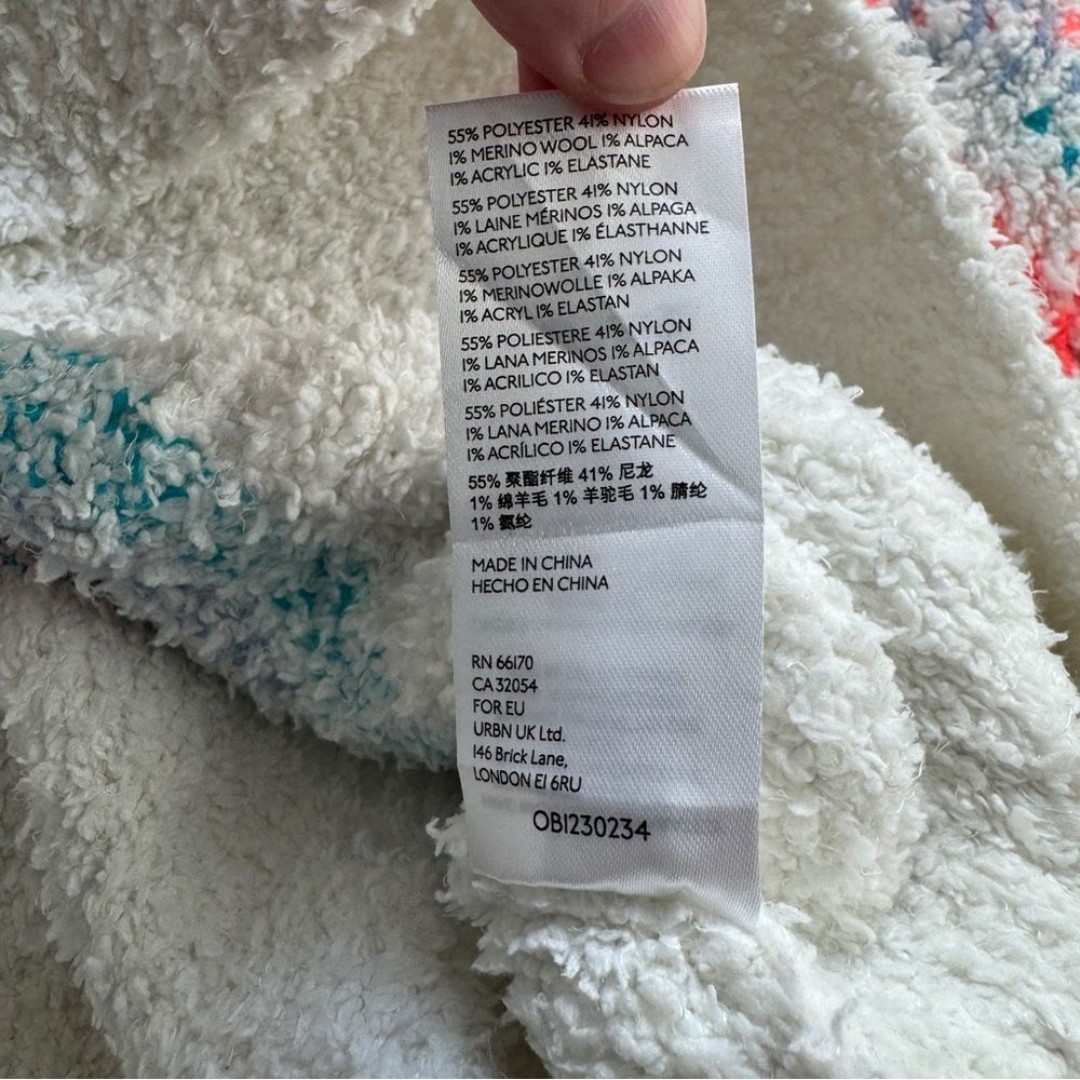 55% POLYESTER 41% NYLON
1% MERINO WOOL 1% ALPACA
1% ACRYLIC 1% ELASTANE
55% POLYESTER 41% NYLON
1% LAINE MÉRINOS 1% ALPAGA
1% ACRYLIQUE 1% ÉLASTHANNE
55% POLYESTER 41% NYLON
1% MERINOWOLLE 1% ALPAKA
1% ACRYL 1% ELASTAN
55% POLIESTERE 41% NYLON
1% LANA MERINOS 1% ALPACA
1% ACRILICO 1% ELASTAN
55% POLIÉSTER 41% NYLON
1% LANA MERINO 1% ALPACA
1% ACRÍLICO 1% ELASTANE
55% 聚酯纤维 41% 尼龙
1% 绵羊毛 1% 羊驼毛 1% 腈纶
1% 氨纶
MADE IN CHINA
HECHO EN CHINA
RN 66170
CA 32054
FOR EU
URBN UK Ltd.
146 Brick Lane,
LONDON E1 6RU
OB1230234